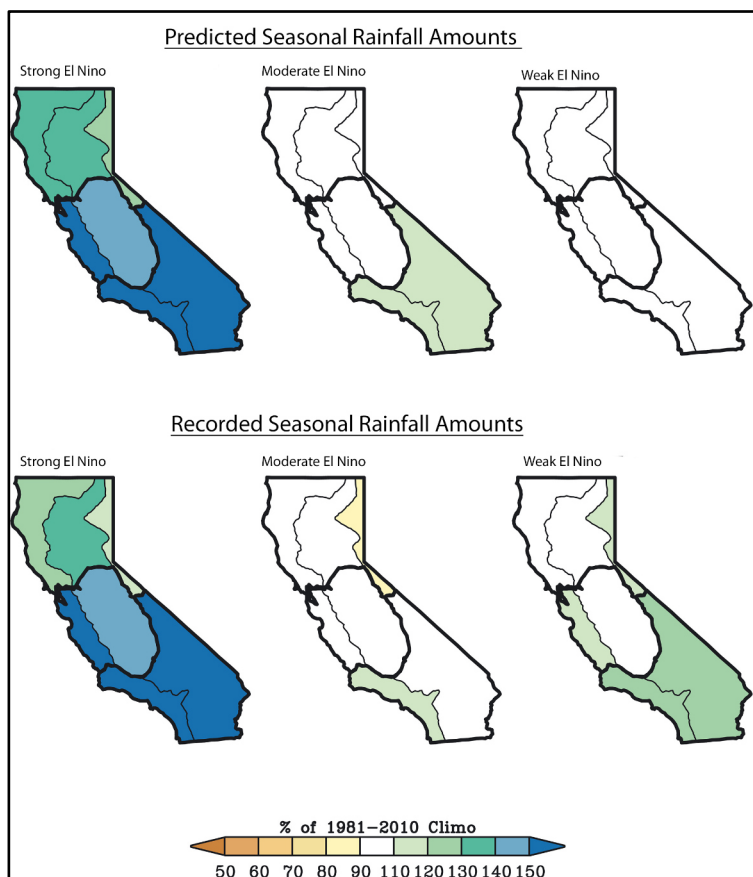 Predicted Seasonal Rainfall Amounts
Strong El Nino
Moderate El Nino
Weak El Nino
Recorded Seasonal Rainfall Amounts
Strong El Nino
Moderate El Nino
Weak El Nino
% of 1981-2010 Climo
50 60 70 80 90 110 120 130 140 150